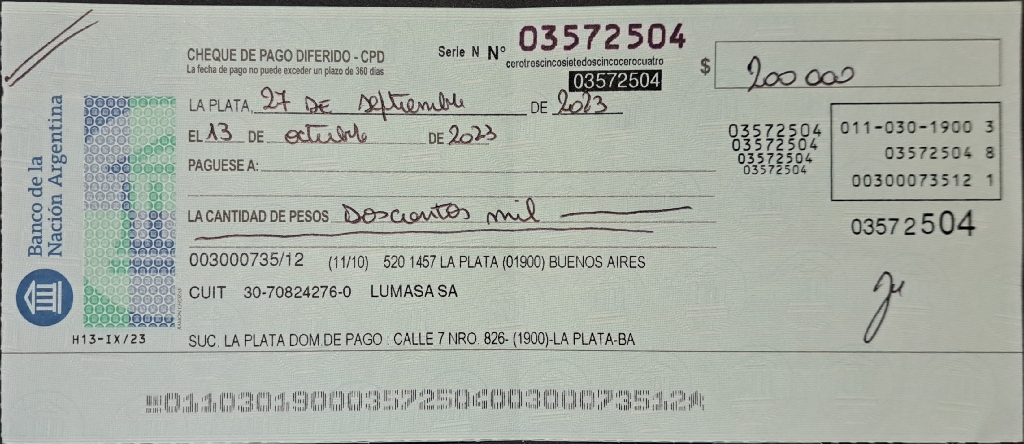 CHEQUE DE PAGO DIFERIDO - CPD
La fecha de pago no puede exceder un plazo de 360 días
Serie N Nº 03572504
cerotrescincosietedoscincocerocuatro
03572504
$ 200000
LA PLATA, 27 DE septiembre DE 2023
EL 13 DE octubre DE 2023
PAGUESE A:
LA CANTIDAD DE PESOS Doscientos mil
03572504
03572504
03572504
03572504
011-030-1900 3
03572504 8
00300073512 1
03572504
003000735/12 (11/10) 520 1457 LA PLATA (01900) BUENOS AIRES
CUIT 30-70824276-0 LUMASA SA
SUC. LA PLATA DOM DE PAGO : CALLE 7 NRO. 826- (1900)-LA PLATA-BA
Banco de la
Nación Argentina
H13-IX/23
01103019000357250400300073512